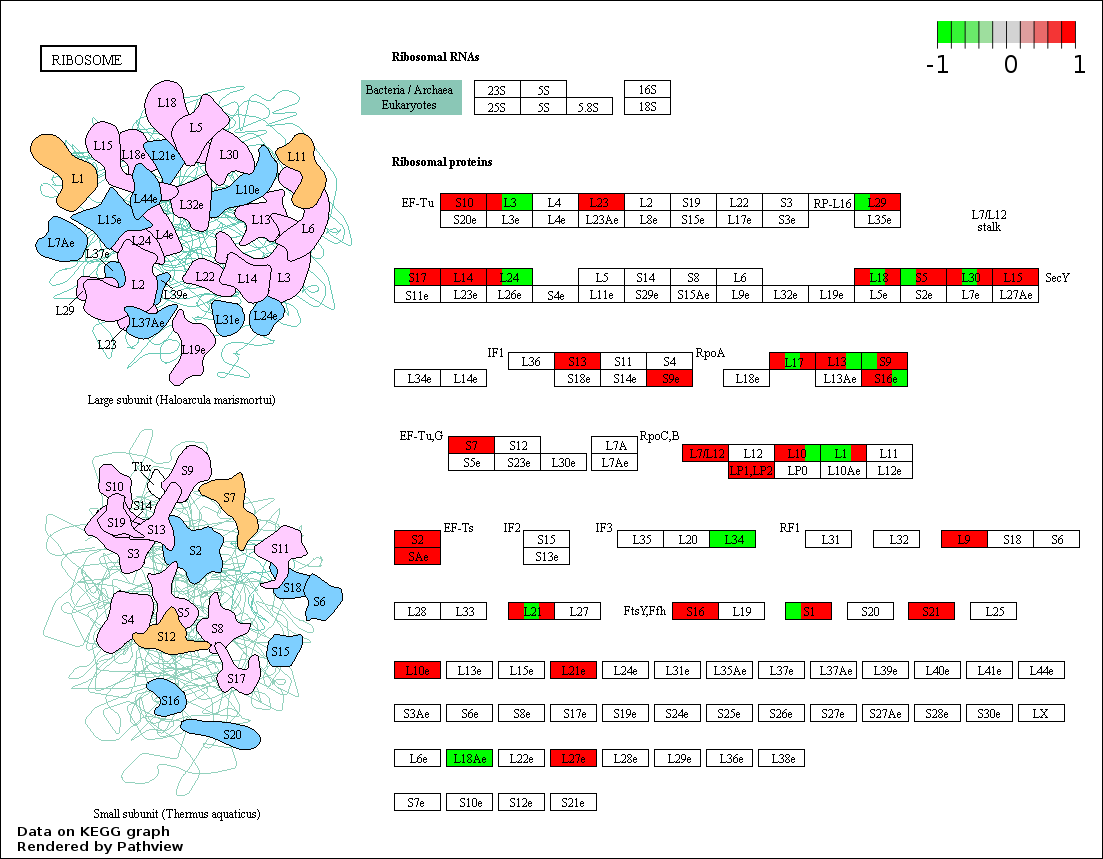 RIBOSOME
-1 0 1
Ribosomal RNAs
Bacteria / Archaea 23S 5S 16S
Eukaryotes 25S 5S 5.8S 18S
Ribosomal proteins
EF-Tu S10 L3 L4 L23 L2 S19 L22 S3 RP-L16 L29
S20e L3e L4e L23Ae L8e S15e L17e S3e L35e
L7/L12
stalk
S17 L14 L24 L5 S14 S8 L6 L18 S5 L30 L15 SecY
S11e L23e L26e S4e L11e S29e S15Ae L9e L32e L19e L5e S2e L7e L27Ae
IF1 L36 S13 S11 S4 RpoA L17 L13 S9
L34e L14e S18e S14e S9e L18e L13Ae S16e
EF-Tu,G S7 S12 L7A RpoC,B L7/L12 L12 L10 L1 L11
S5e S23e L30e L7Ae LP1,LP2 LP0 L10Ae L12e
S2 EF-Ts IF2 S15 IF3 L35 L20 L34 RF1 L31 L32 L9 S18 S6
SAe S13e
L28 L33 L21 L27 FtsY,Ffh S16 L19 S1 S20 S21 L25
L10e L13e L15e L21e L24e L31e L35Ae L37e L37Ae L39e L40e L41e L44e
S3Ae S6e S8e S17e S19e S24e S25e S26e S27e S27Ae S28e S30e LX
L6e L18Ae L22e L27e L28e L29e L36e L38e
S7e S10e S12e S21e
L18
L5
L15
L18e
L21e
L30
L11
L1
L10e
L44e
L32e
L15e
L13
L6
L7Ae
L24
L4e
L37e
L2
L22
L14
L3
L39e
L29
L37Ae
L31e
L24e
L23
L19e
Large subunit (Haloarcula marismortui)
Thx
S9
S10
S7
S14
S19
S13
S3
S2
S11
S18
S6
S4
S5
S12
S8
S15
S17
S16
S20
Small subunit (Thermus aquaticus)
Data on KEGG graph
Rendered by Pathview